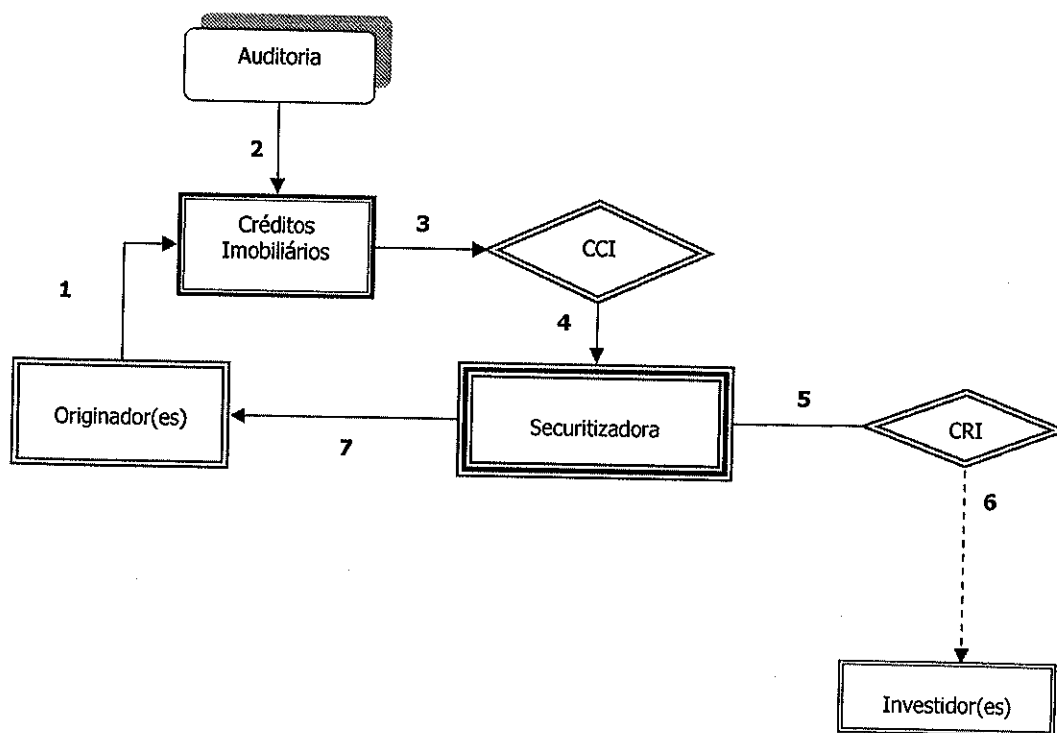 Auditoria
2
Créditos
Imobiliários
3
CCI
1
4
Originador(es)
7
Securitizadora
5
CRI
6
Investidor(es)